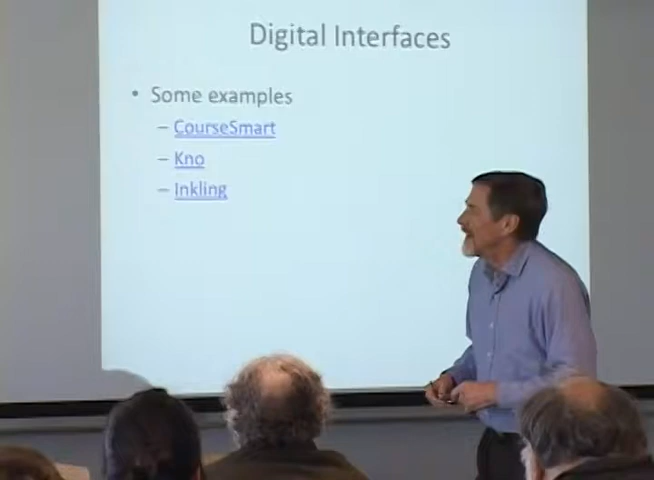 Digital Interfaces
• Some examples
– CourseSmart
– Kno
– Inkling